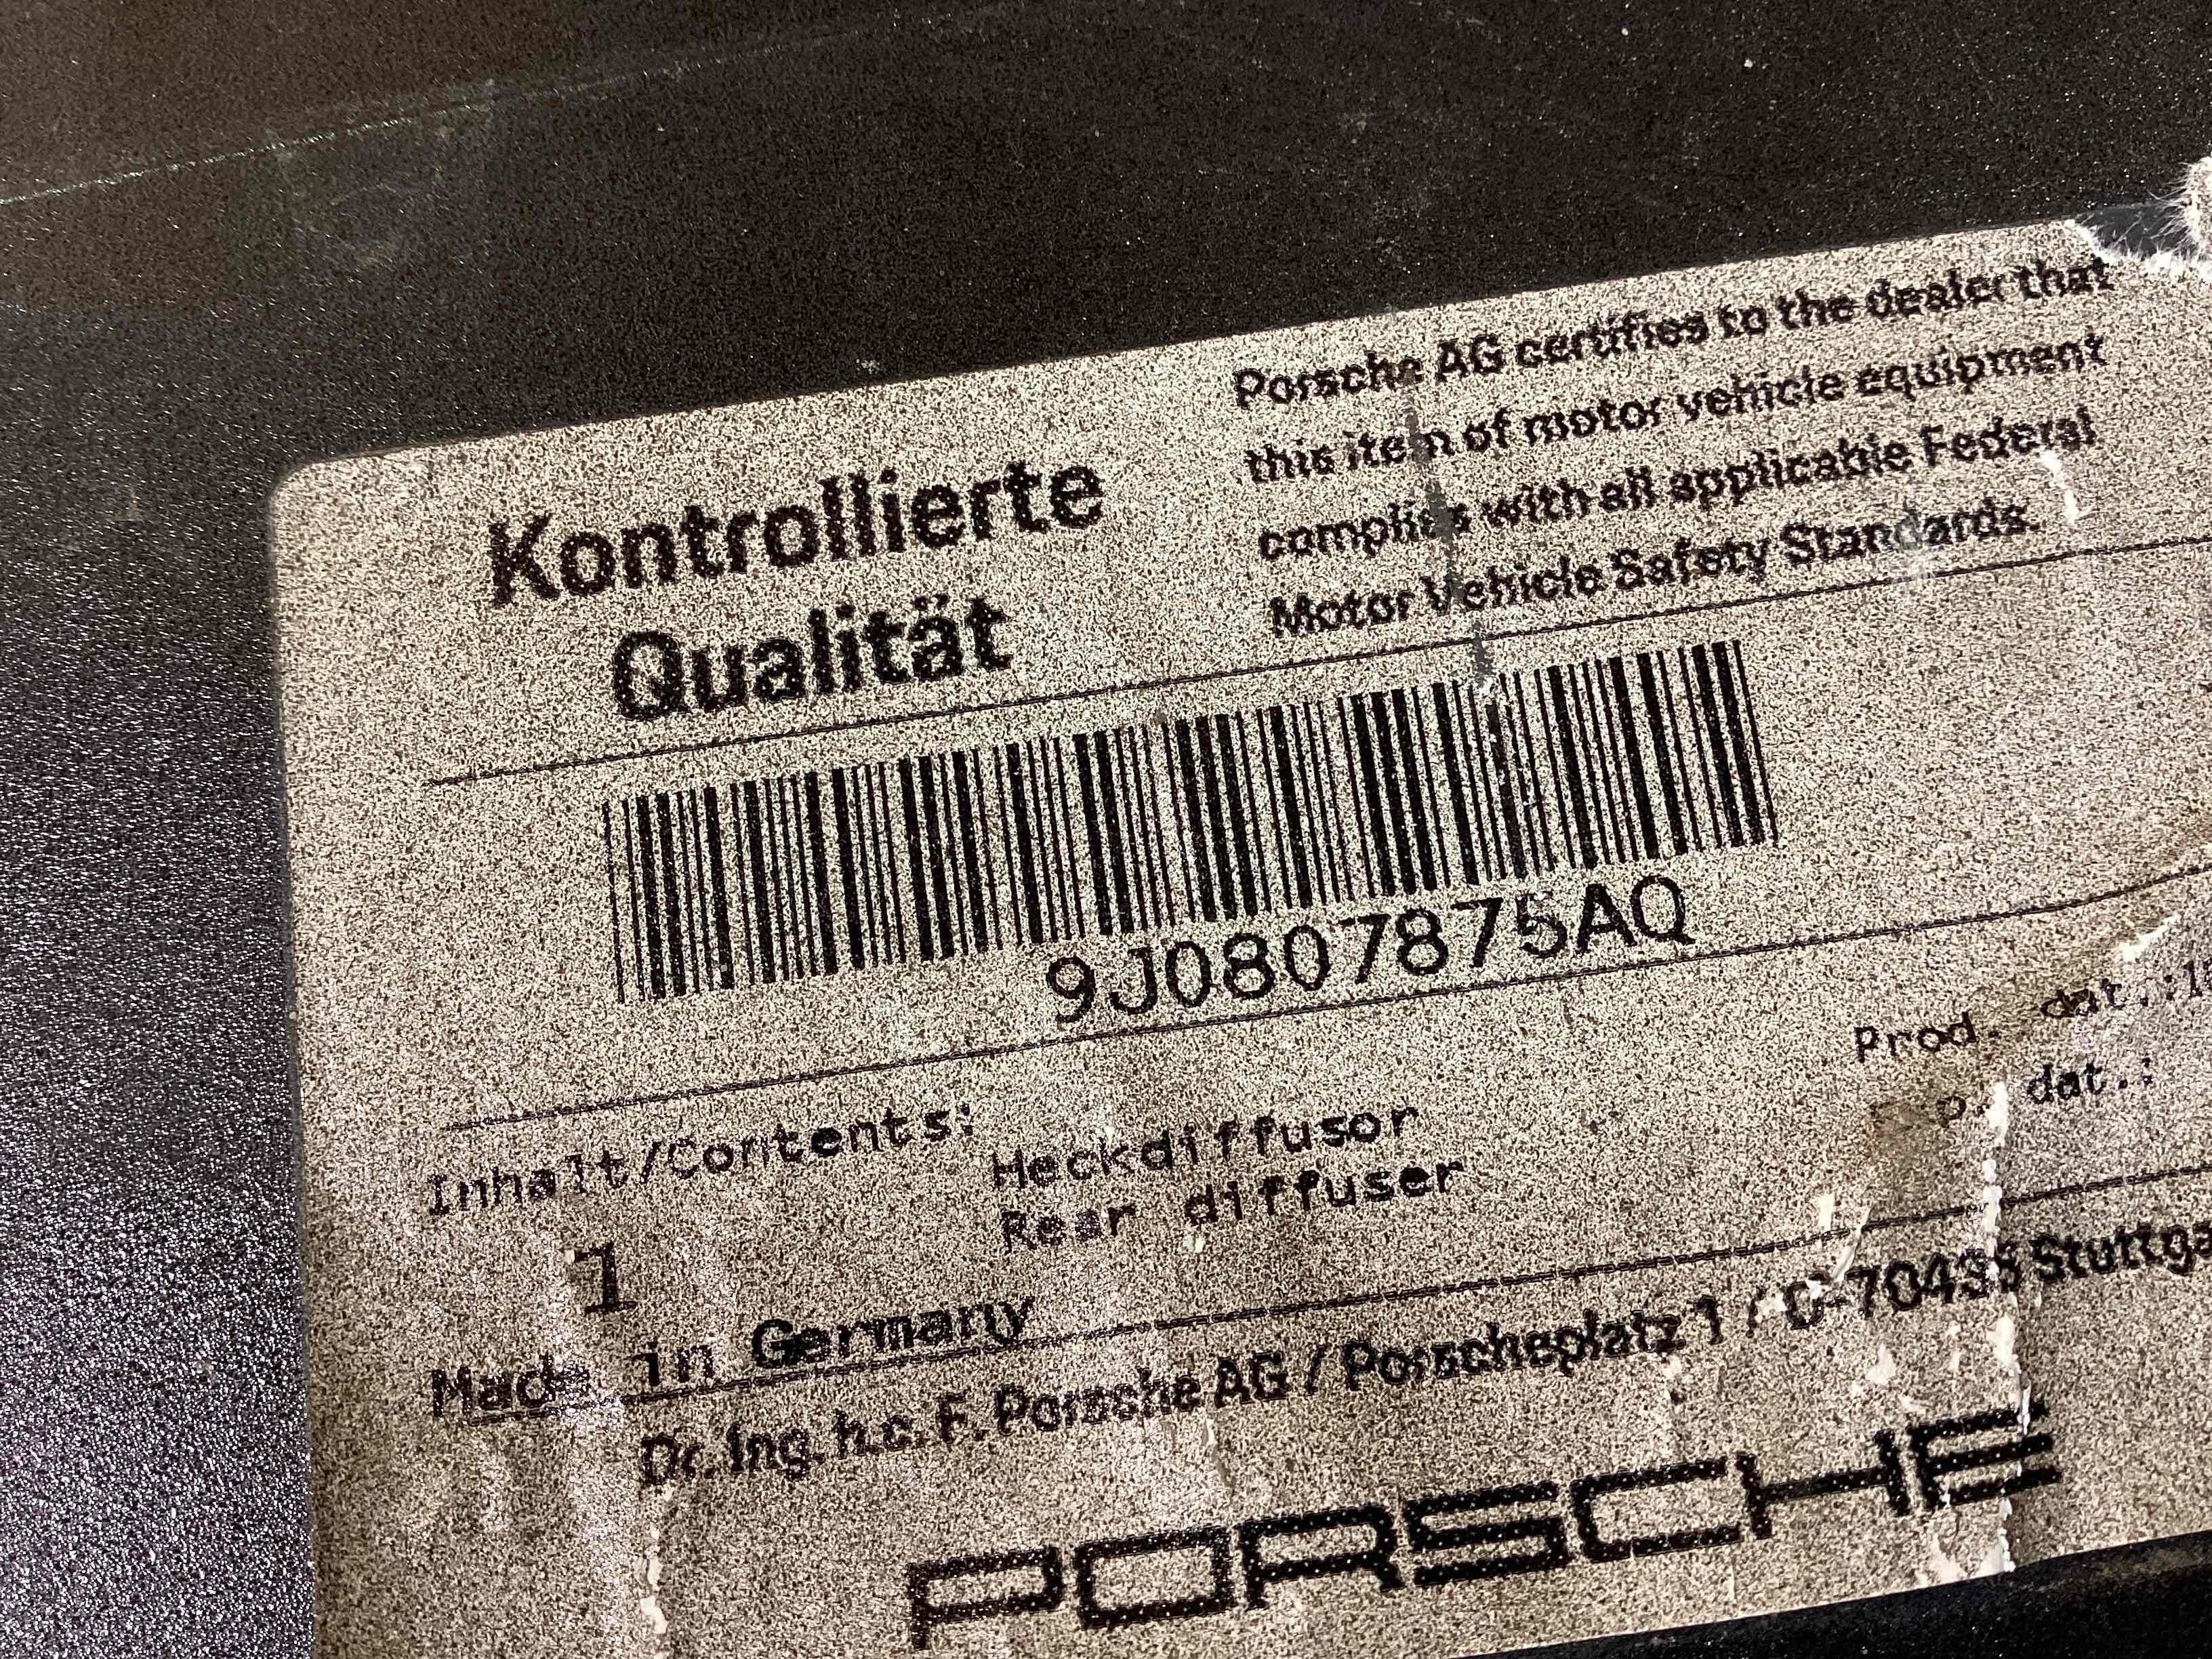 Kontrollierte
Qualität
Porsche AG certifies to the dealer that
this item of motor vehicle equipment
complies with all applicable Federal
Motor Vehicle Safety Standards.
9J0807875AQ
Inhalt/Contents: Heckdiffusor
Rear diffuser
1
Prod. dat.:
dat.:
Made in Germany
Dr. Ing. h.c. F. Porsche AG / Porscheplatz 1 / D-70435 Stuttga
PORSCHE